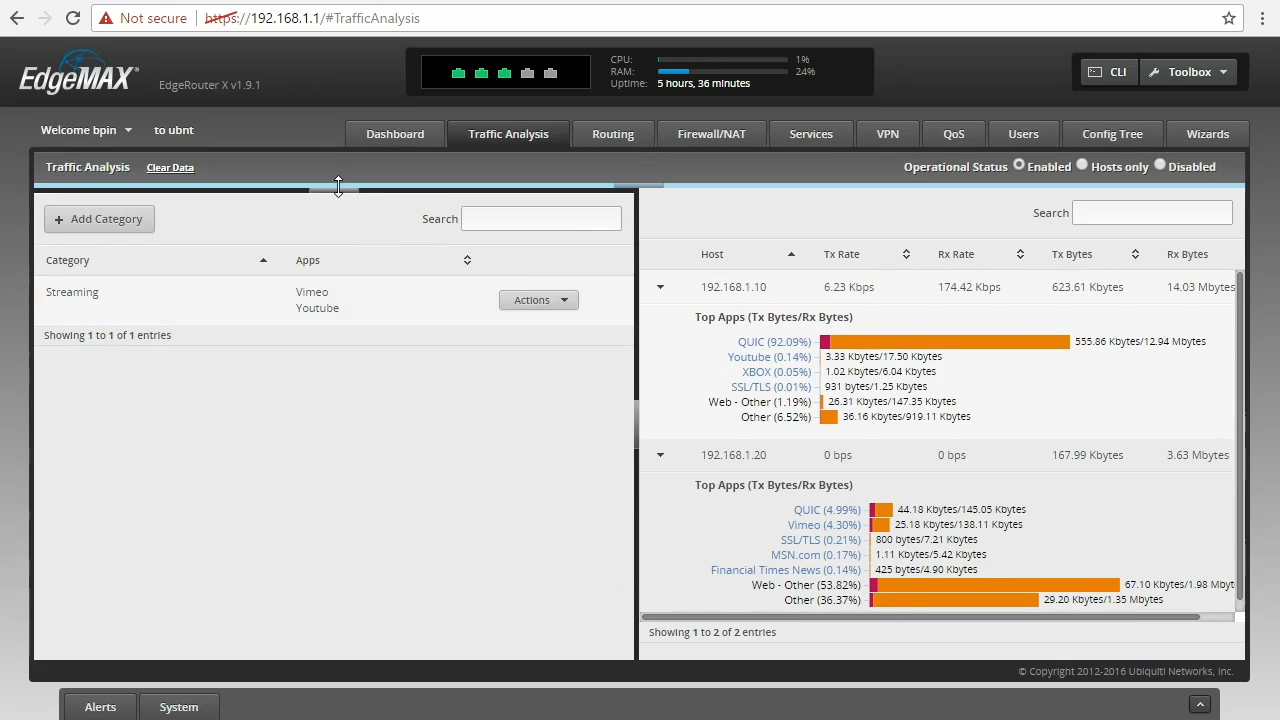 Not secure https://192.168.1.1/#TrafficAnalysis
EdgeMAX EdgeRouter X v1.9.1
CPU: 1%
RAM: 24%
Uptime: 5 hours, 36 minutes
CLI Toolbox
Welcome bpin to ubnt
Dashboard Traffic Analysis Routing Firewall/NAT Services VPN QoS Users Config Tree Wizards
Traffic Analysis Clear Data Operational Status Enabled Hosts only Disabled
+ Add Category Search
Category Apps
Streaming Vimeo
Youtube
Actions
Showing 1 to 1 of 1 entries
Search
Host Tx Rate Rx Rate Tx Bytes Rx Bytes
192.168.1.10 6.23 Kbps 174.42 Kbps 623.61 Kbytes 14.03 Mbytes
Top Apps (Tx Bytes/Rx Bytes)
QUIC (92.09%) 555.86 Kbytes/12.94 Mbytes
Youtube (0.14%) 3.33 Kbytes/17.50 Kbytes
XBOX (0.05%) 1.02 Kbytes/6.04 Kbytes
SSL/TLS (0.01%) 931 bytes/1.25 Kbytes
Web - Other (1.19%) 26.31 Kbytes/147.35 Kbytes
Other (6.52%) 36.16 Kbytes/919.11 Kbytes
192.168.1.20 0 bps 0 bps 167.99 Kbytes 3.63 Mbytes
Top Apps (Tx Bytes/Rx Bytes)
QUIC (4.99%) 44.18 Kbytes/145.05 Kbytes
Vimeo (4.30%) 25.18 Kbytes/138.11 Kbytes
SSL/TLS (0.21%) 800 bytes/7.21 Kbytes
MSN.com (0.17%) 1.11 Kbytes/5.42 Kbytes
Financial Times News (0.14%) 425 bytes/4.90 Kbytes
Web - Other (53.82%) 67.10 Kbytes/1.98 Mbyt
Other (36.37%) 29.20 Kbytes/1.35 Mbytes
Showing 1 to 2 of 2 entries
© Copyright 2012-2016 Ubiquiti Networks, Inc.
Alerts System